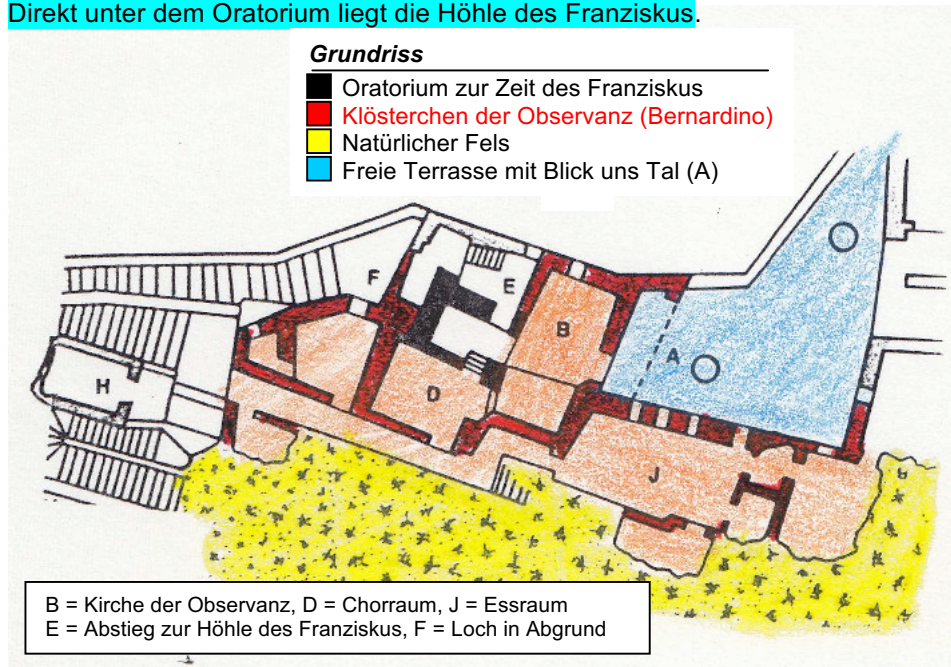 Direkt unter dem Oratorium liegt die Höhle des Franziskus.
Grundriss
Oratorium zur Zeit des Franziskus
Klösterchen der Observanz (Bernardino)
Natürlicher Fels
Freie Terrasse mit Blick uns Tal (A)
F
E
B
A
H
D
J
B = Kirche der Observanz, D = Chorraum, J = Essraum
E = Abstieg zur Höhle des Franziskus, F = Loch in Abgrund